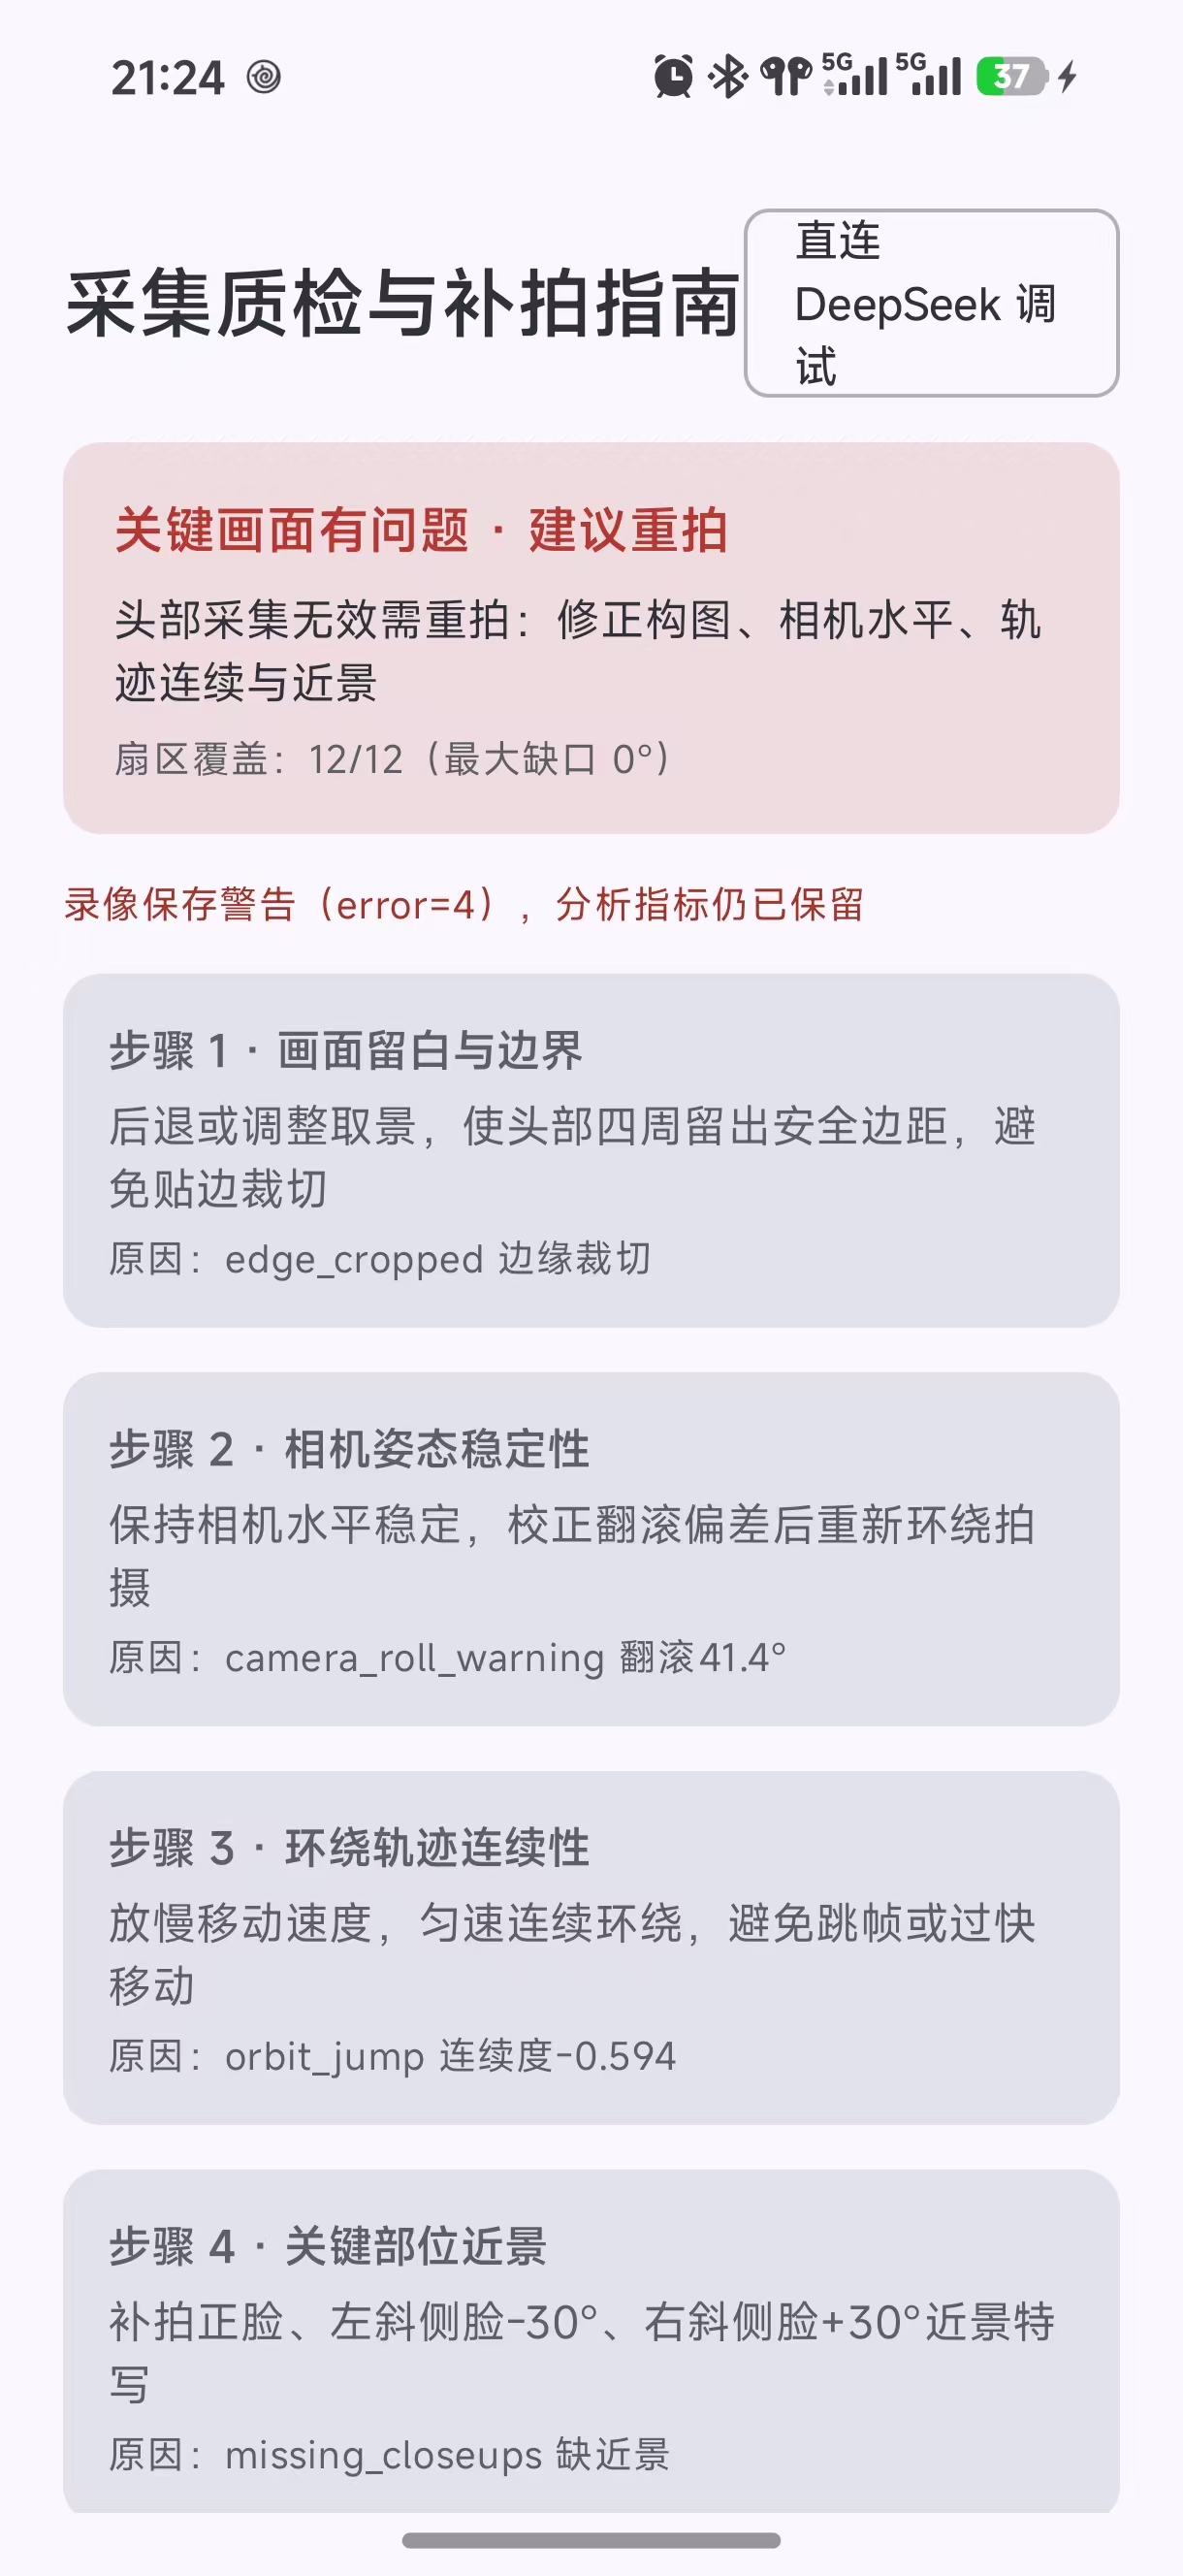 21:24 5G 5G 37
采集质检与补拍指南
直连
DeepSeek 调
试
关键画面有问题 · 建议重拍
头部采集无效需重拍：修正构图、相机水平、轨
迹连续与近景
扇区覆盖：12/12（最大缺口 0°）
录像保存警告（error=4），分析指标仍已保留
步骤 1 · 画面留白与边界
后退或调整取景，使头部四周留出安全边距，避
免贴边裁切
原因：edge_cropped 边缘裁切
步骤 2 · 相机姿态稳定性
保持相机水平稳定，校正翻滚偏差后重新环绕拍
摄
原因：camera_roll_warning 翻滚41.4°
步骤 3 · 环绕轨迹连续性
放慢移动速度，匀速连续环绕，避免跳帧或过快
移动
原因：orbit_jump 连续度-0.594
步骤 4 · 关键部位近景
补拍正脸、左斜侧脸-30°、右斜侧脸+30°近景特
写
原因：missing_closeups 缺近景